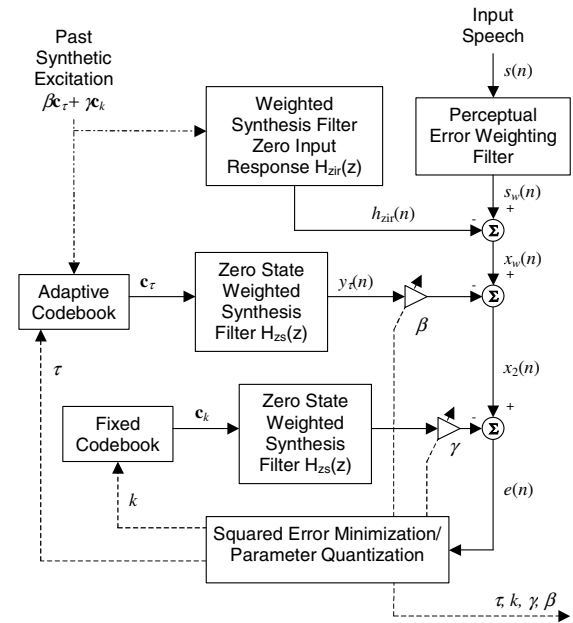 Past
Synthetic
Excitation
β𝐜τ + γ𝐜k
Input
Speech
s(n)
Weighted
Synthesis Filter
Zero Input
Response Hzir(z)
Perceptual
Error Weighting
Filter
sw(n)
hzir(n)
-
+
Σ
xw(n)
Adaptive
Codebook
𝐜τ
Zero State
Weighted
Synthesis
Filter Hzs(z)
yτ(n)
β
-
+
Σ
τ
x2(n)
Fixed
Codebook
𝐜k
Zero State
Weighted
Synthesis
Filter Hzs(z)
γ
-
+
Σ
k
e(n)
Squared Error Minimization/
Parameter Quantization
τ, k, γ, β